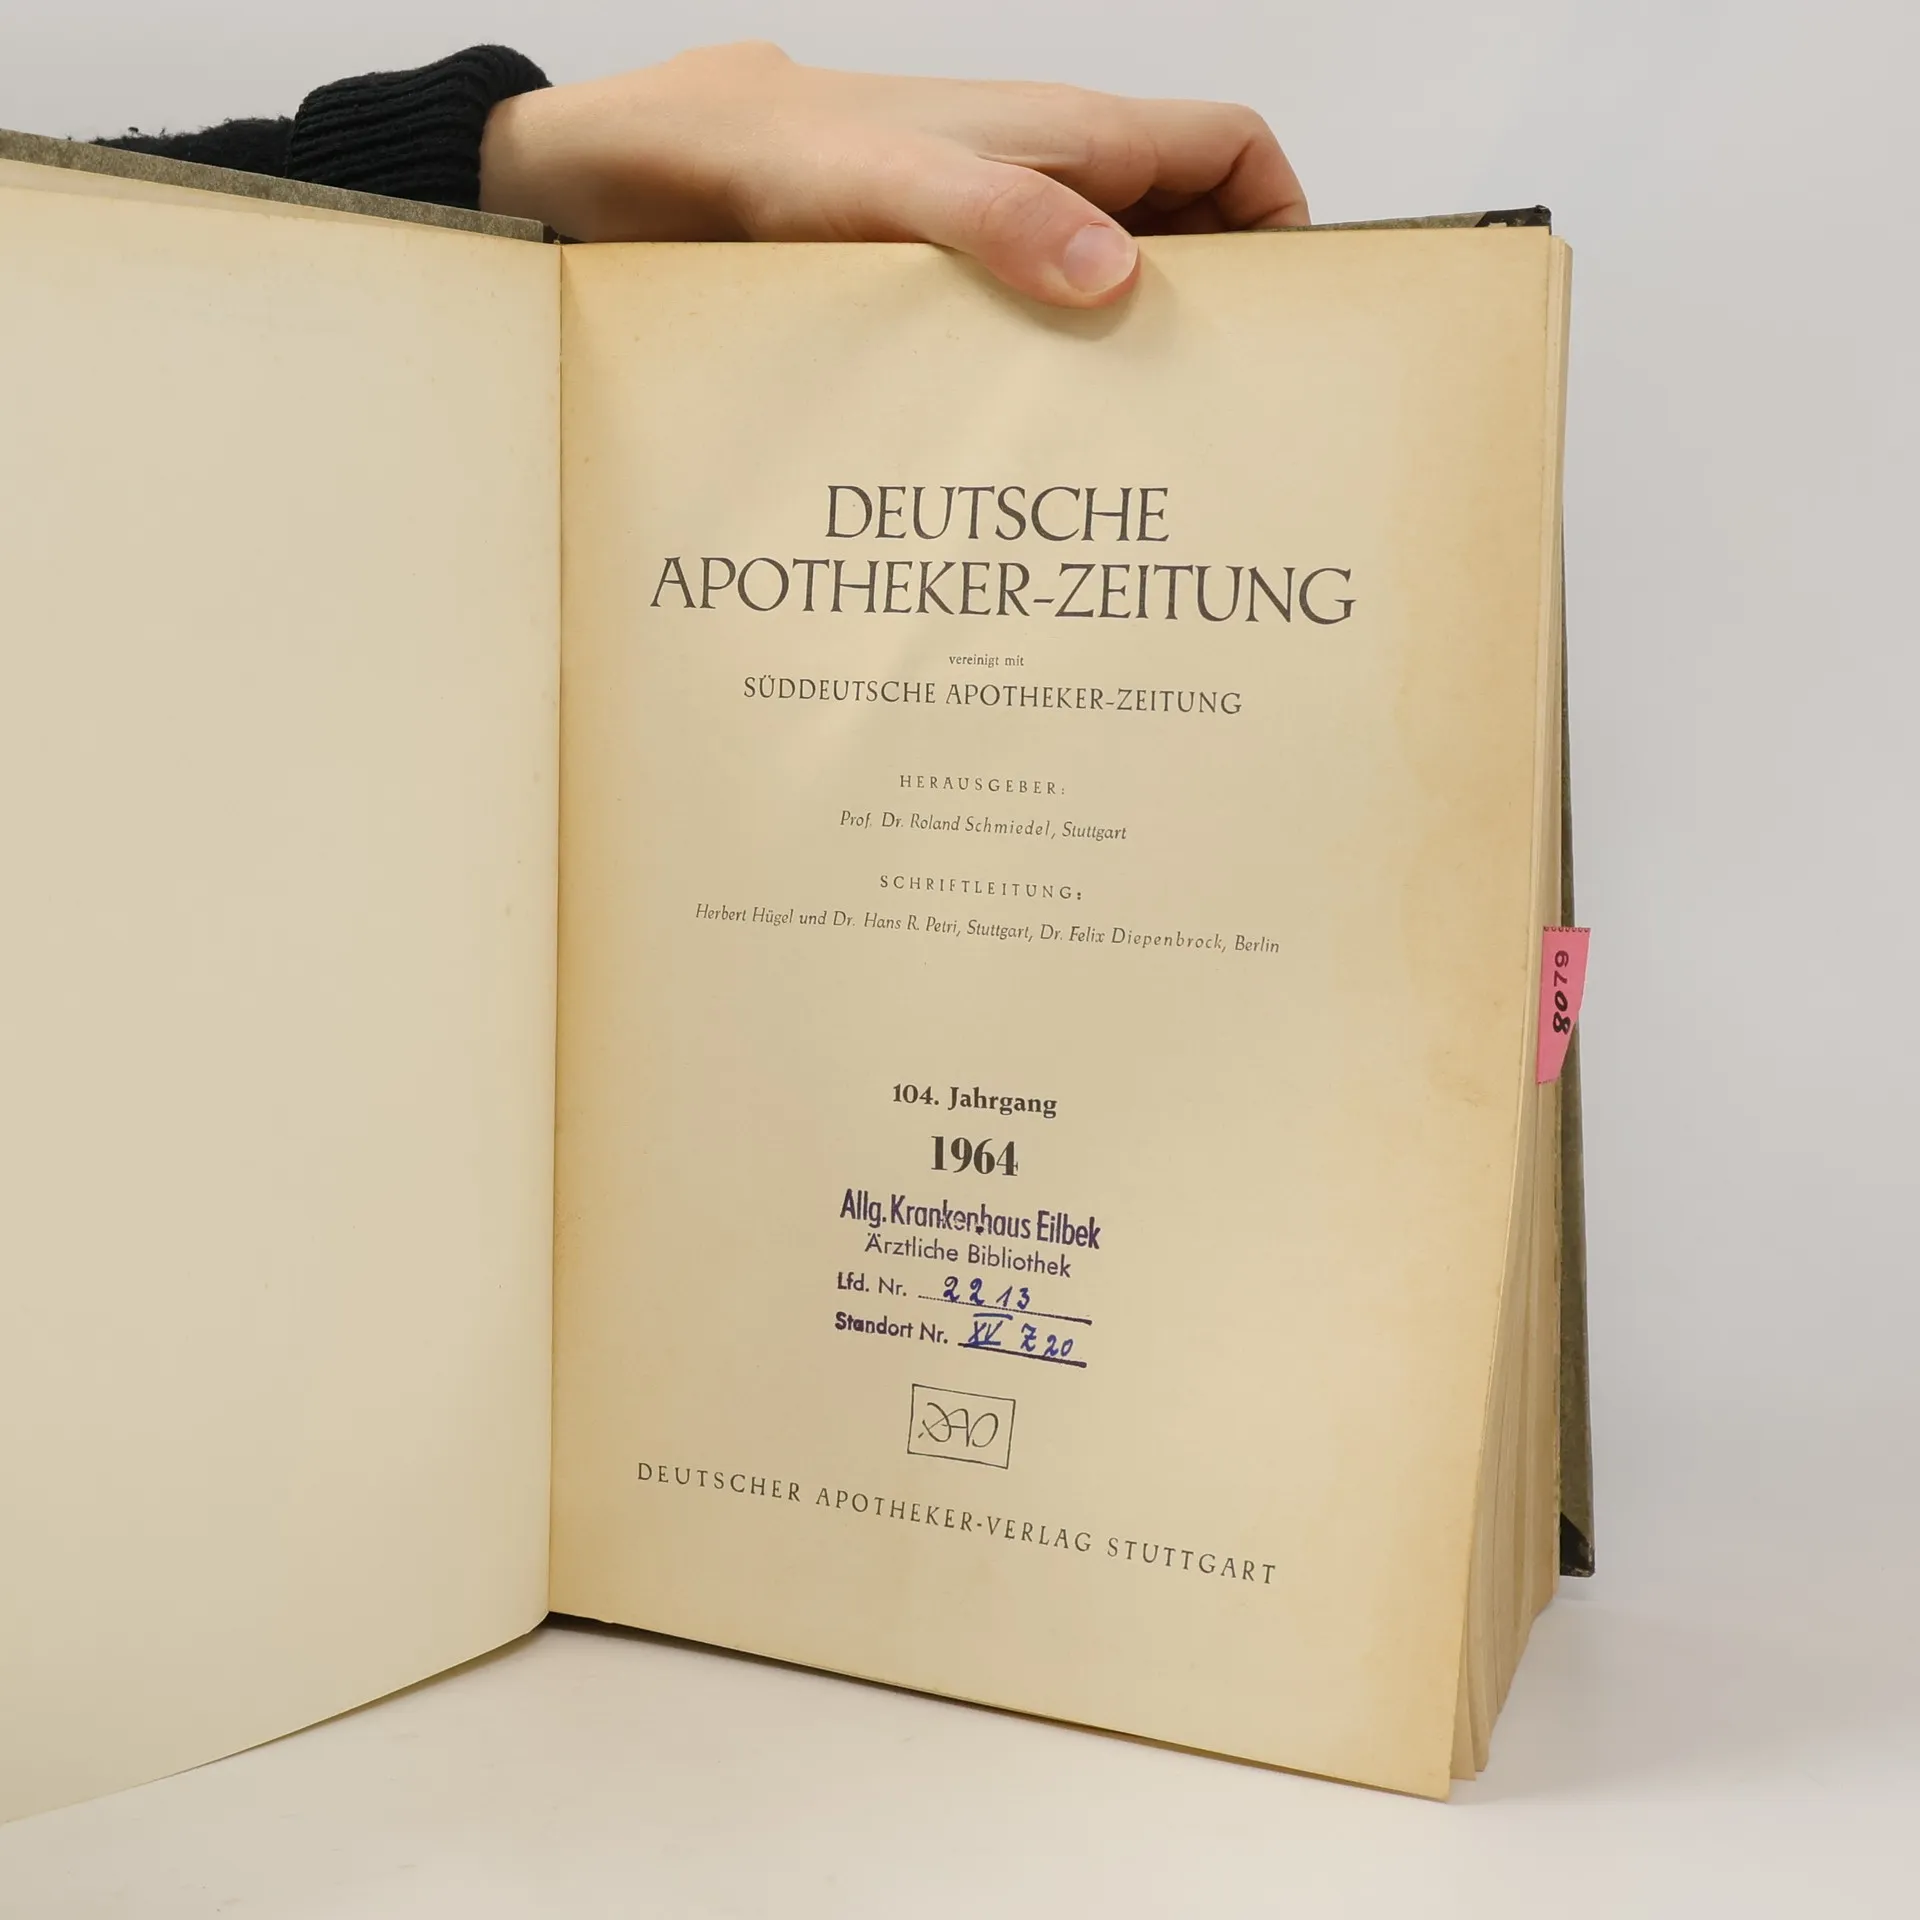 DEUTSCHE
APOTHEKER-ZEITUNG
vereinigt mit
SÜDDEUTSCHE APOTHEKER-ZEITUNG
HERAUSGEBER:
Prof. Dr. Roland Schmiedel, Stuttgart
SCHRIFTLEITUNG:
Herbert Hügel und Dr. Hans R. Petri, Stuttgart, Dr. Felix Diepenbrock, Berlin
104. Jahrgang
1964
Allg. Krankenhaus Eilbek
Ärztliche Bibliothek
Lfd. Nr. 2213
Standort Nr. XV Z 20
DAV
DEUTSCHER APOTHEKER-VERLAG STUTTGART
8079